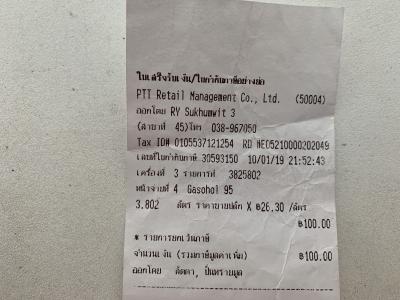 ใบเสร็จรับเงิน/ใบกำกับภาษีอย่างย่อ
PTT Retail Management Co., Ltd. (50004)
ออกโดย RY Sukhumwit 3
(สาขาที่ 45)โทร 038-967050
Tax ID# 0105537121254 RD NEC05210000202049
เลขที่ใบกำกับภาษี 30593150 10/01/19 21:52:43
เครื่องที่ 3 รายการที่ 3825802
หน้าจ่ายที่ 4 Gasohol 95
3.802 ลิตร ราคาขายปลีก X ฿26.30 /ลิตร
฿100.00
* รายการยกเว้นภาษี
จำนวนเงิน (รวมภาษีมูลค่าเพิ่ม) ฿100.00
ออกโดย